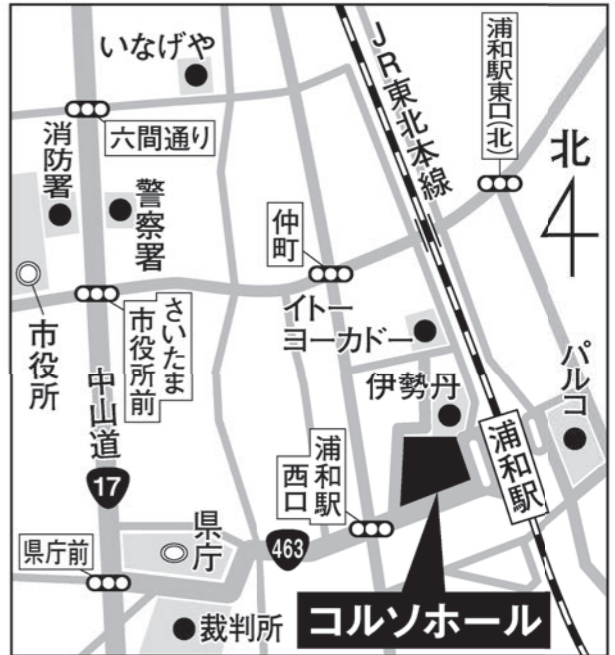 いなげや
JR東北本線
浦和駅東口(北)
北
六間通り
消防署
警察署
仲町
市役所
さいたま
市役所前
イトー
ヨーカドー
中山道
17
伊勢丹
パルコ
浦和駅
浦和駅
西口
県庁
463
県庁前
裁判所
コルソホール